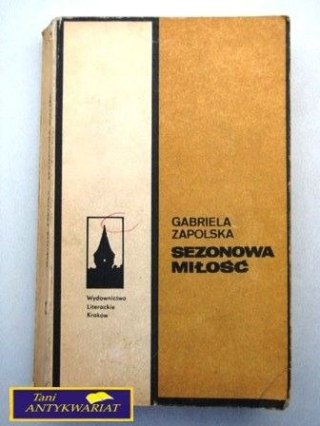 GABRIELA
ZAPOLSKA
SEZONOWA
MIŁOŚĆ
Wydawnictwo
Literackie
Kraków
Tani
ANTYKWARIAT